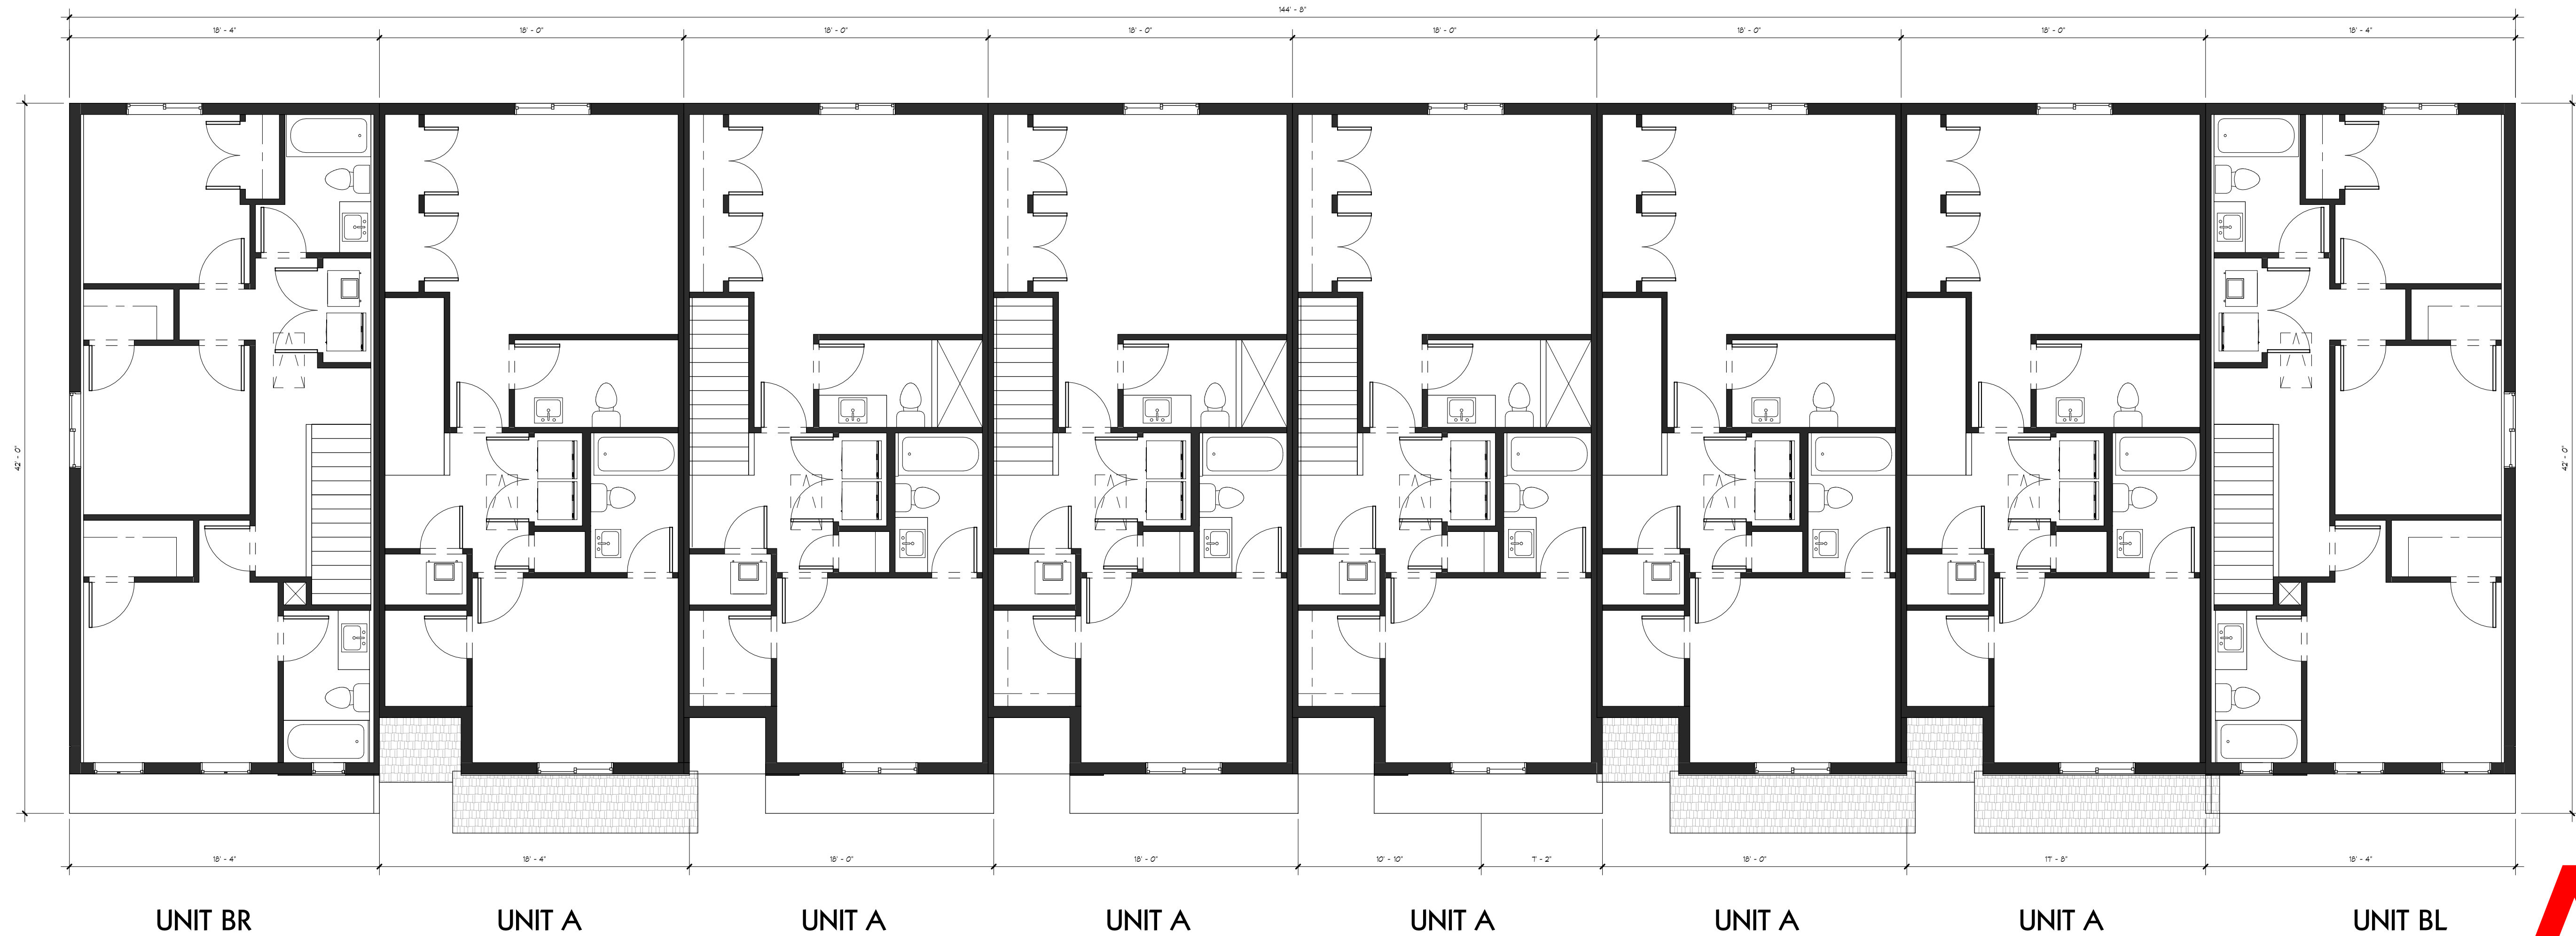 144' - 8"
18' - 4" 18' - 0" 18' - 0" 18' - 0" 18' - 0" 18' - 0" 18' - 0" 18' - 4"
42' - 0" 42' - 0"
18' - 4" 18' - 4" 18' - 0" 18' - 0" 10' - 10" 7' - 2" 18' - 0" 17' - 8" 18' - 4"
UNIT BR UNIT A UNIT A UNIT A UNIT A UNIT A UNIT A UNIT BL